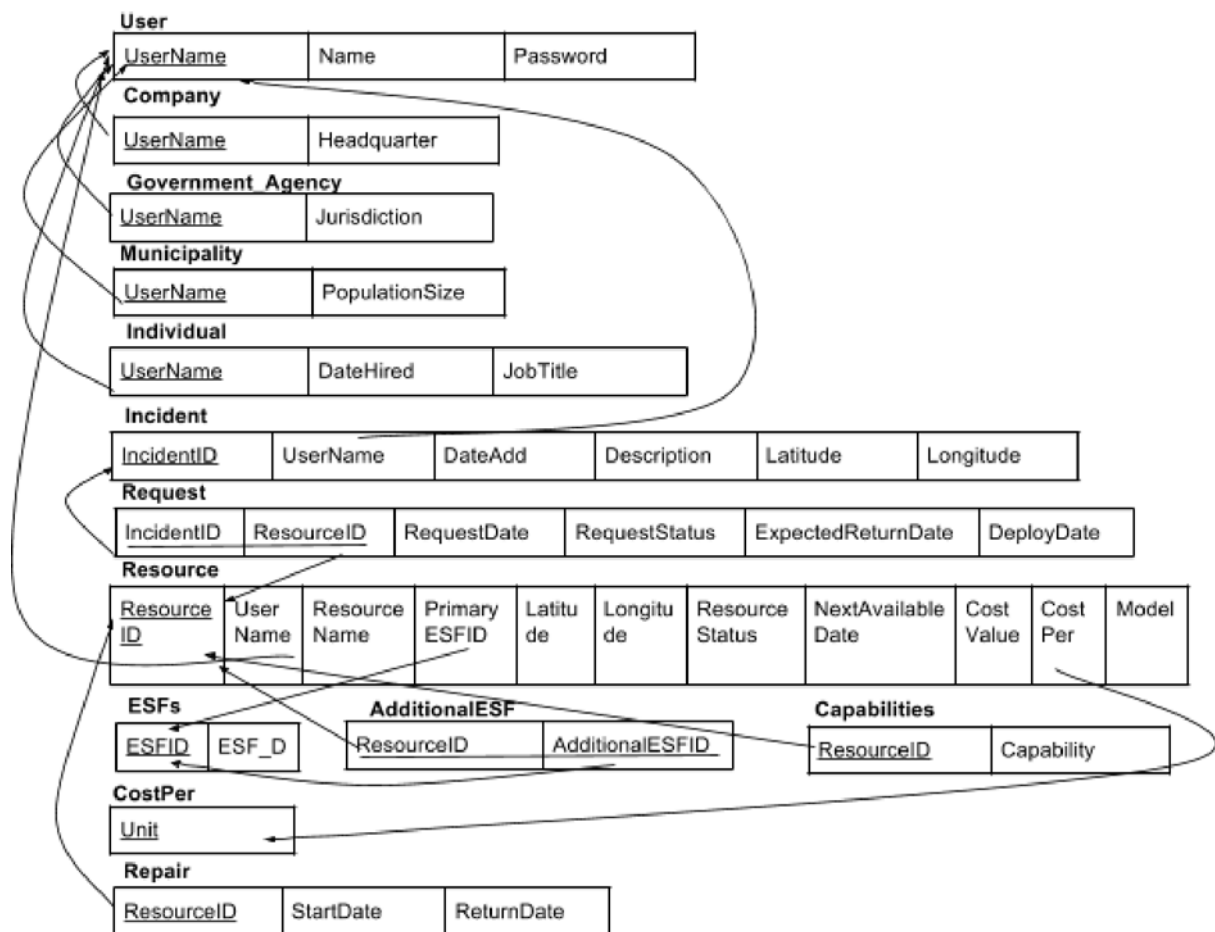 User
UserName Name Password
Company
UserName Headquarter
Government_Agency
UserName Jurisdiction
Municipality
UserName PopulationSize
Individual
UserName DateHired JobTitle
Incident
IncidentID UserName DateAdd Description Latitude Longitude
Request
IncidentID ResourceID RequestDate RequestStatus ExpectedReturnDate DeployDate
Resource
Resource User Resource Primary Latitu Longitu Resource NextAvailable Cost Cost Model
ID Name Name ESFID de de Status Date Value Per
ESFs AdditionalESF Capabilities
ESFID ESF_D ResourceID AdditionalESFID ResourceID Capability
CostPer
Unit
Repair
ResourceID StartDate ReturnDate